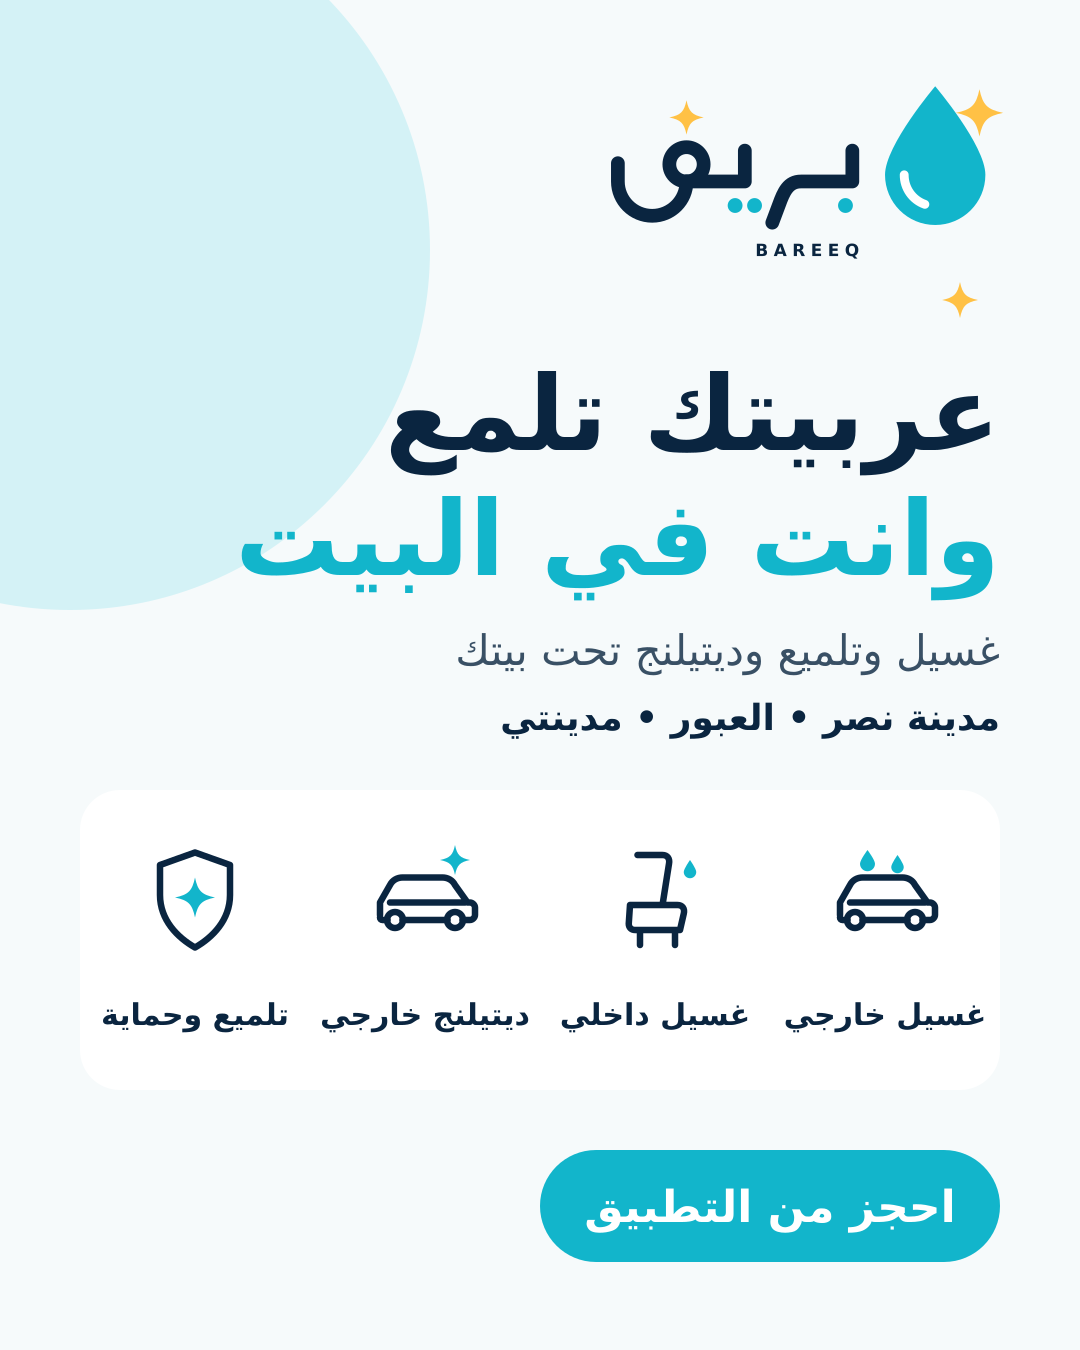 بريق
BAREEQ
عربيتك تلمع
وانت في البيت
غسيل وتلميع وديتيلنج تحت بيتك
مدينة نصر • العبور • مدينتي
غسيل خارجي
غسيل داخلي
ديتيلنج خارجي
تلميع وحماية
احجز من التطبيق